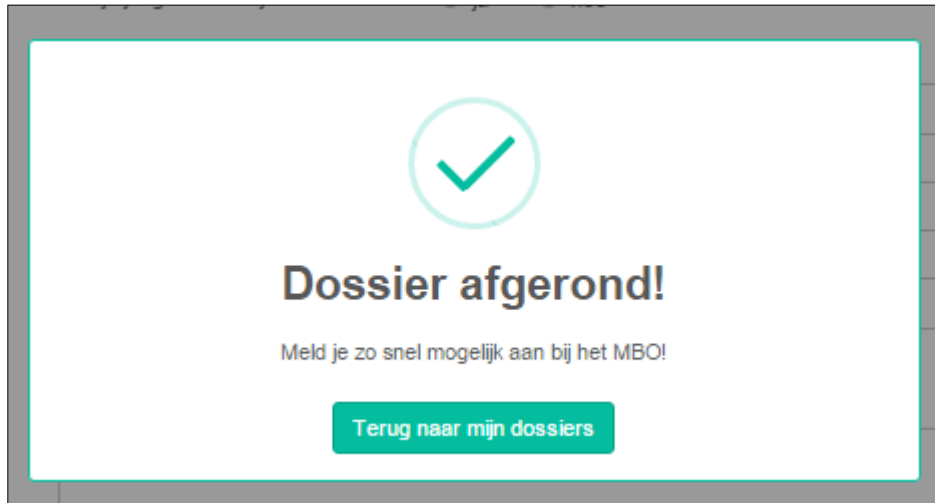 Dossier afgerond!
Meld je zo snel mogelijk aan bij het MBO!
Terug naar mijn dossiers